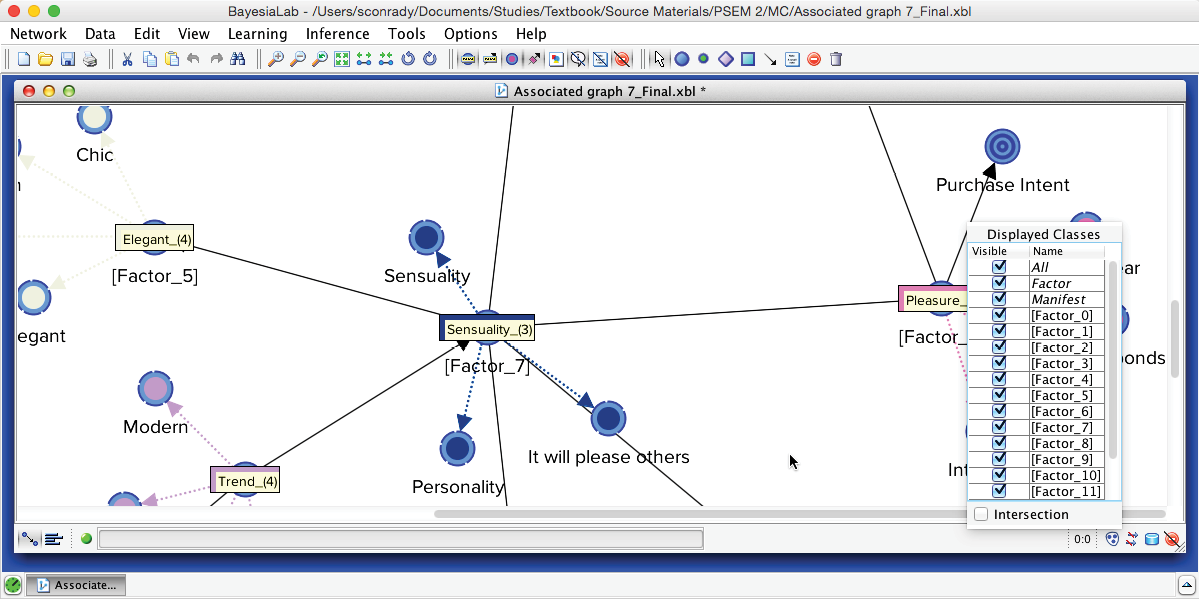 BayesiaLab - /Users/sconrady/Documents/Studies/Textbook/Source Materials/PSEM 2/MC/Associated graph 7_Final.xbl
Network Data Edit View Learning Inference Tools Options Help
Associated graph 7_Final.xbl *
Chic
Purchase Intent
Elegant_(4)
[Factor_5]
Sensuality
Sensuality_(3)
[Factor_7]
Pleasure_
[Factor_
Displayed Classes
Visible Name
All
Factor
Manifest
[Factor_0]
[Factor_1]
[Factor_2]
[Factor_3]
[Factor_4]
[Factor_5]
[Factor_6]
[Factor_7]
[Factor_8]
[Factor_9]
[Factor_10]
[Factor_11]
Intersection
ear
onds
egant
Modern
It will please others
Trend_(4)
Personality
Int
0:0
Associate...